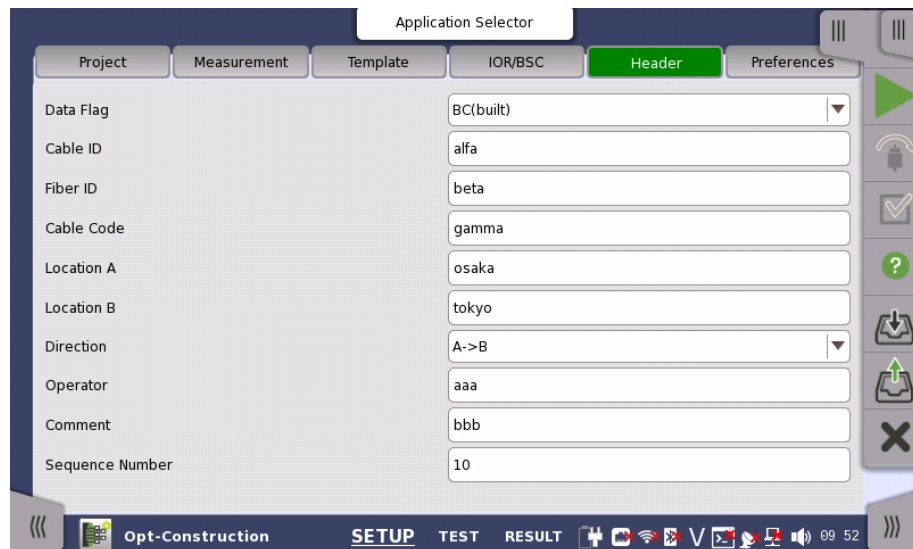 Application Selector
Project Measurement Template IOR/BSC Header Preferences
Data Flag BC(built)
Cable ID alfa
Fiber ID beta
Cable Code gamma
Location A osaka
Location B tokyo
Direction A->B
Operator aaa
Comment bbb
Sequence Number 10
Opt-Construction SETUP TEST RESULT V 09 52